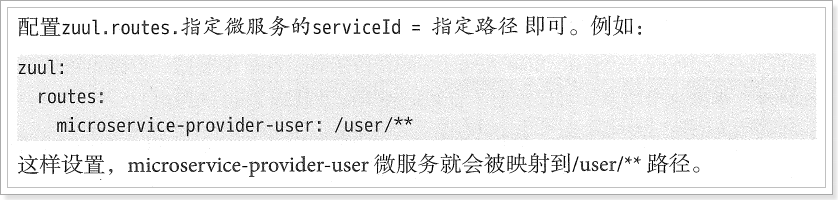 配置zuul.routes.指定微服务的serviceId = 指定路径 即可。例如：
zuul:
  routes:
    microservice-provider-user: /user/**
这样设置，microservice-provider-user 微服务就会被映射到/user/** 路径。